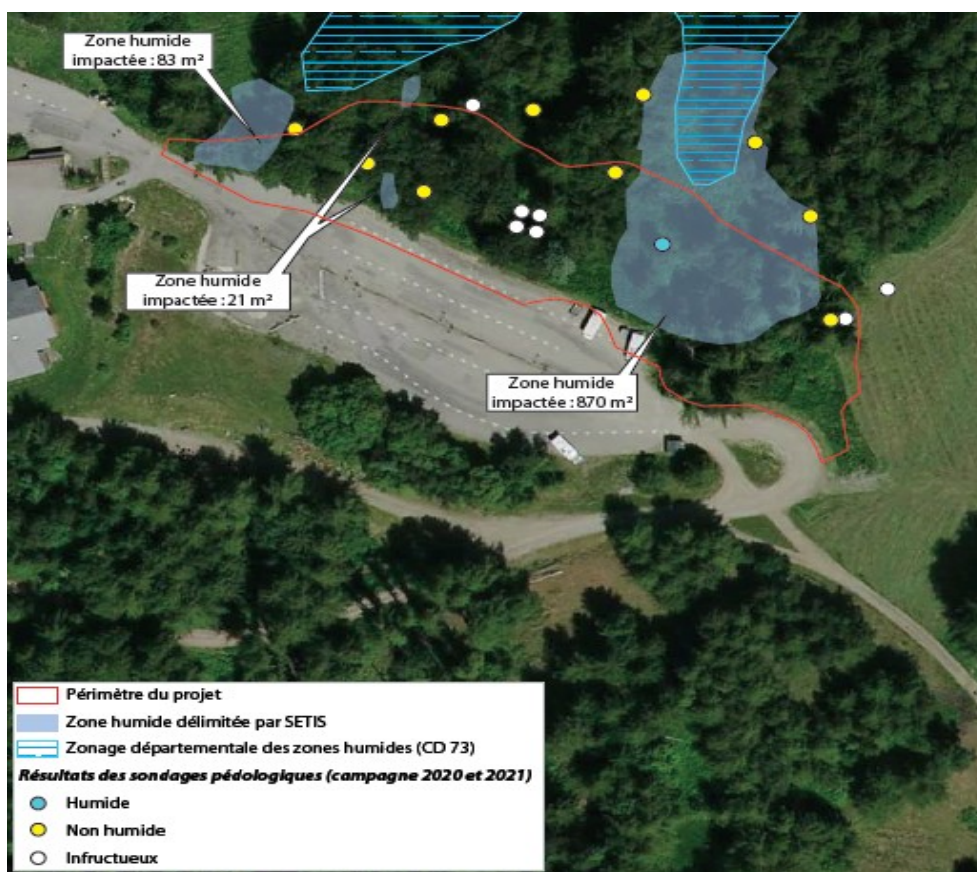 Zone humide
impactée : 83 m²
Zone humide
impactée : 21 m²
Zone humide
impactée : 870 m²
Périmètre du projet
Zone humide délimitée par SETIS
Zonage départementale des zones humides (CD 73)
Résultats des sondages pédologiques (campagne 2020 et 2021)
Humide
Non humide
Infructueux